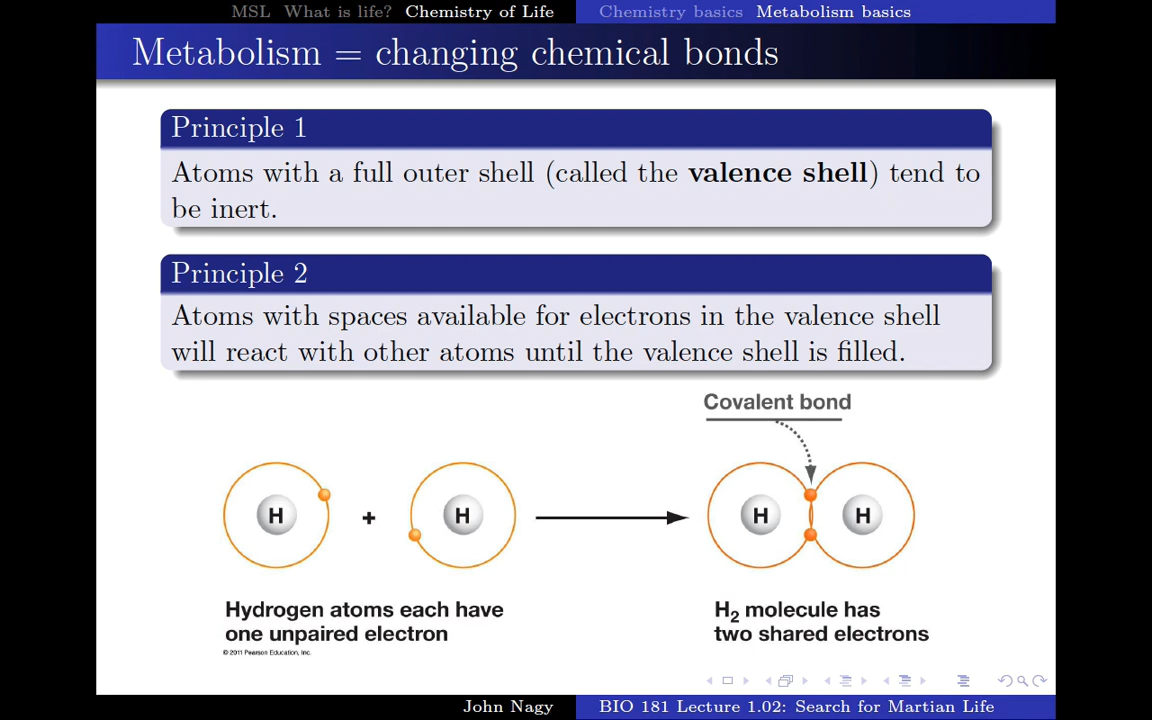 MSL What is life? Chemistry of Life Chemistry basics Metabolism basics
Metabolism = changing chemical bonds
Principle 1
Atoms with a full outer shell (called the valence shell) tend to
be inert.
Principle 2
Atoms with spaces available for electrons in the valence shell
will react with other atoms until the valence shell is filled.
Covalent bond
H + H H H
Hydrogen atoms each have
one unpaired electron
© 2011 Pearson Education, Inc.
H₂ molecule has
two shared electrons
John Nagy BIO 181 Lecture 1.02: Search for Martian Life